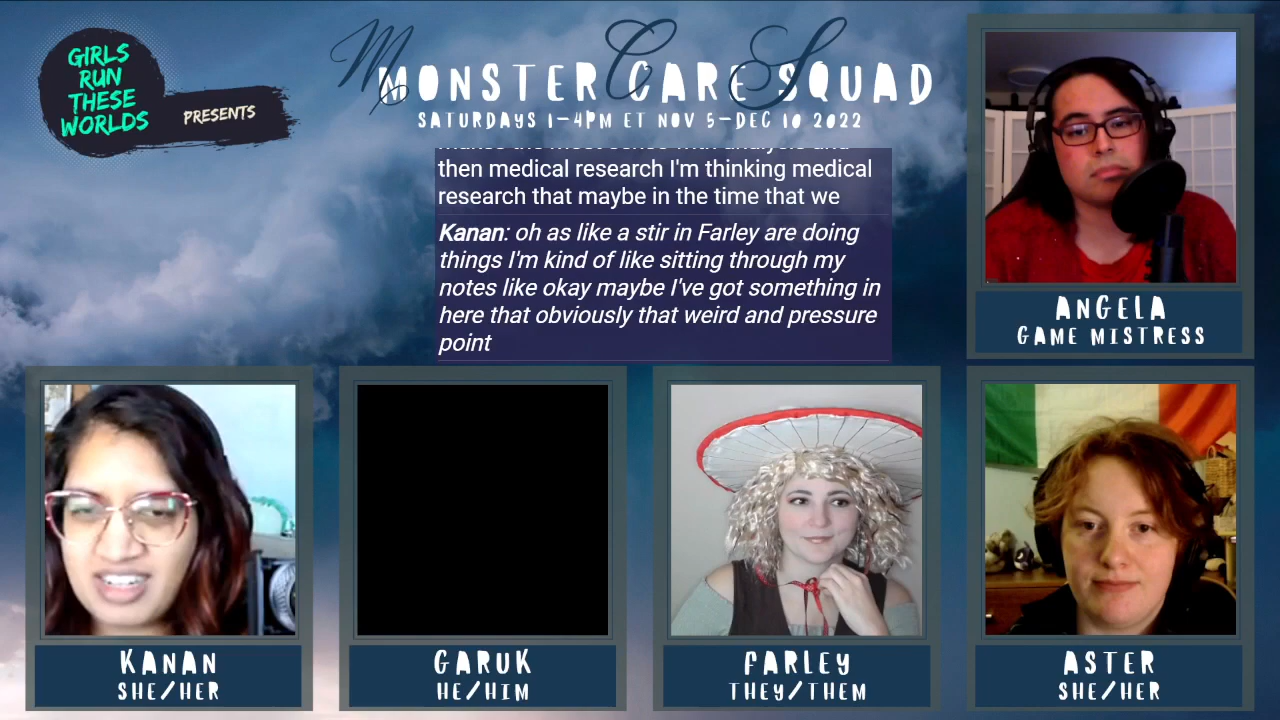 GIRLS
RUN
THESE
WORLDS
PRESENTS
M C S
MONSTER CARE SQUAD
SATURDAYS 1-4PM ET NOV 5-DEC 10 2022
then medical research I'm thinking medical
research that maybe in the time that we
Kanan: oh as like a stir in Farley are doing
things I'm kind of like sitting through my
notes like okay maybe I've got something in
here that obviously that weird and pressure
point
ANGELA
GAME MISTRESS
KANAN
SHE/HER
GARUK
HE/HIM
FARLEY
THEY/THEM
ASTER
SHE/HER